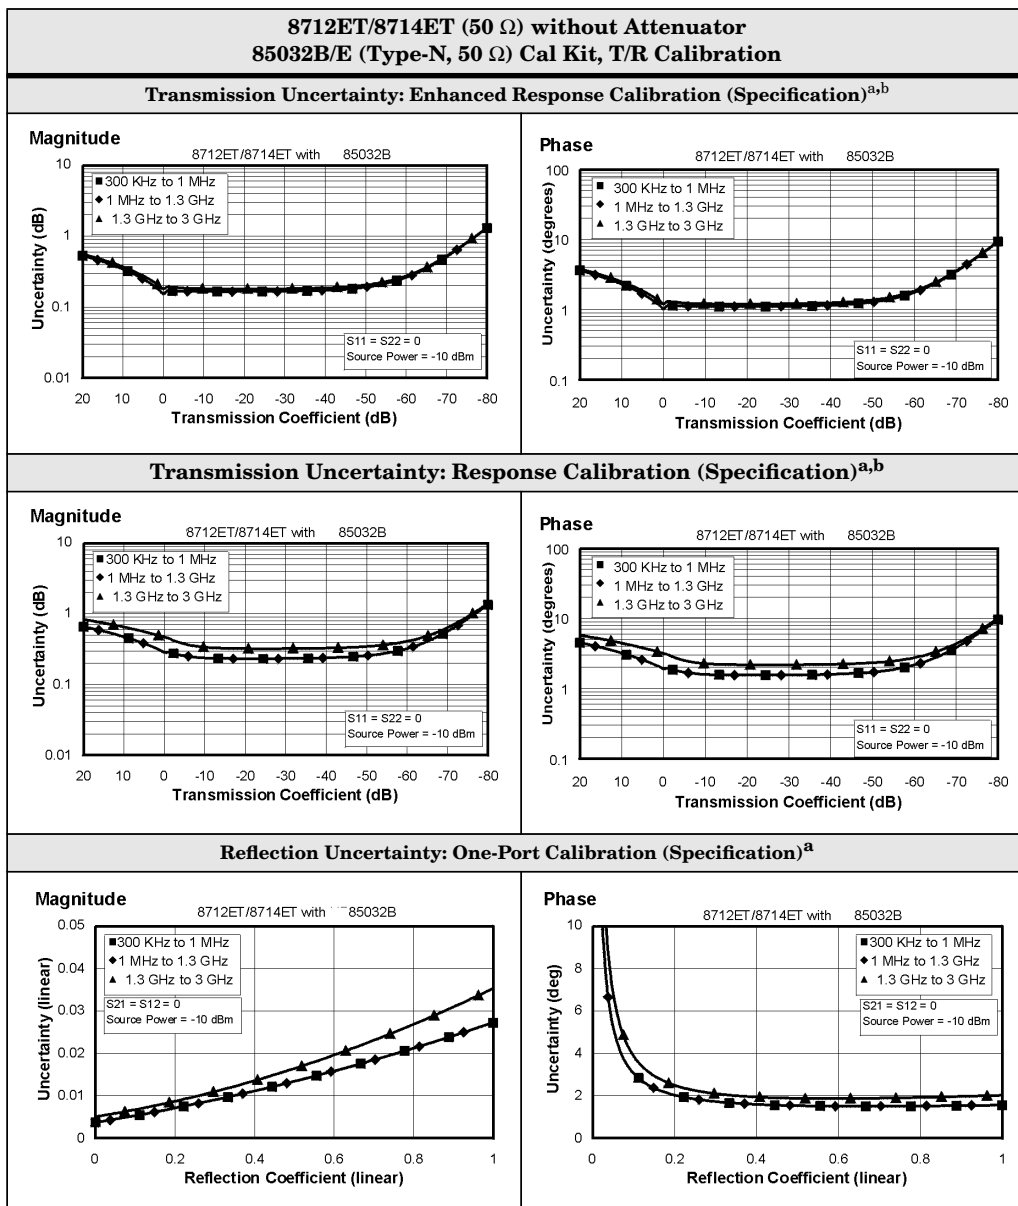 8712ET/8714ET (50 Ω) without Attenuator
85032B/E (Type-N, 50 Ω) Cal Kit, T/R Calibration
Transmission Uncertainty: Enhanced Response Calibration (Specification)a,b
Magnitude
8712ET/8714ET with 85032B
10
1
0.1
0.01
Uncertainty (dB)
300 KHz to 1 MHz
1 MHz to 1.3 GHz
1.3 GHz to 3 GHz
S11 = S22 = 0
Source Power = -10 dBm
20 10 0 -10 -20 -30 -40 -50 -60 -70 -80
Transmission Coefficient (dB)
Phase
8712ET/8714ET with 85032B
100
10
1
0.1
Uncertainty (degrees)
300 KHz to 1 MHz
1 MHz to 1.3 GHz
1.3 GHz to 3 GHz
S11 = S22 = 0
Source Power = -10 dBm
20 10 0 -10 -20 -30 -40 -50 -60 -70 -80
Transmission Coefficient (dB)
Transmission Uncertainty: Response Calibration (Specification)a,b
Magnitude
8712ET/8714ET with 85032B
10
1
0.1
0.01
Uncertainty (dB)
300 KHz to 1 MHz
1 MHz to 1.3 GHz
1.3 GHz to 3 GHz
S11 = S22 = 0
Source Power = -10 dBm
20 10 0 -10 -20 -30 -40 -50 -60 -70 -80
Transmission Coefficient (dB)
Phase
8712ET/8714ET with 85032B
100
10
1
0.1
Uncertainty (degrees)
300 KHz to 1 MHz
1 MHz to 1.3 GHz
1.3 GHz to 3 GHz
S11 = S22 = 0
Source Power = -10 dBm
20 10 0 -10 -20 -30 -40 -50 -60 -70 -80
Transmission Coefficient (dB)
Reflection Uncertainty: One-Port Calibration (Specification)a
Magnitude
8712ET/8714ET with 85032B
0.05
0.04
0.03
0.02
0.01
0
Uncertainty (linear)
300 KHz to 1 MHz
1 MHz to 1.3 GHz
1.3 GHz to 3 GHz
S21 = S12 = 0
Source Power = -10 dBm
0 0.2 0.4 0.6 0.8 1
Reflection Coefficient (linear)
Phase
8712ET/8714ET with 85032B
10
8
6
4
2
0
Uncertainty (deg)
300 KHz to 1 MHz
1 MHz to 1.3 GHz
1.3 GHz to 3 GHz
S21 = S12 = 0
Source Power = -10 dBm
0 0.2 0.4 0.6 0.8 1
Reflection Coefficient (linear)